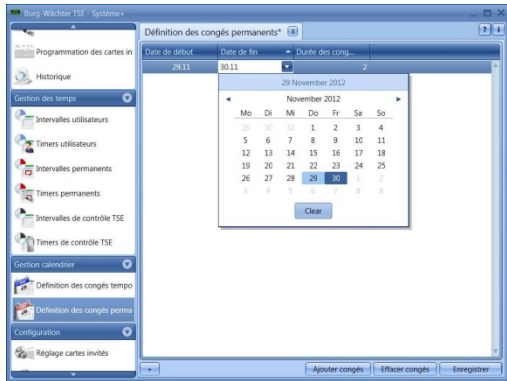 Burg-Wächter TSE - Système+
Programmation des cartes in
Historique
Gestion des temps
Intervalles utilisateurs
Timers utilisateurs
Intervalles permanents
Timers permanents
Intervalles de contrôle TSE
Timers de contrôle TSE
Gestion calendrier
Définition des congés tempo
Définition des congés perma
Configuration
Réglage cartes invités
Définition des congés permanents*
? i
Date de début Date de fin Durée des cong...
29.11 30.11 2
29 November 2012
November 2012
Mo Di Mi Do Fr Sa So
29 30 31 1 2 3 4
5 6 7 8 9 10 11
12 13 14 15 16 17 18
19 20 21 22 23 24 25
26 27 28 29 30 1 2
3 4 5 6 7 8 9
Clear
+ Ajouter congés Effacer congés Enregistrer